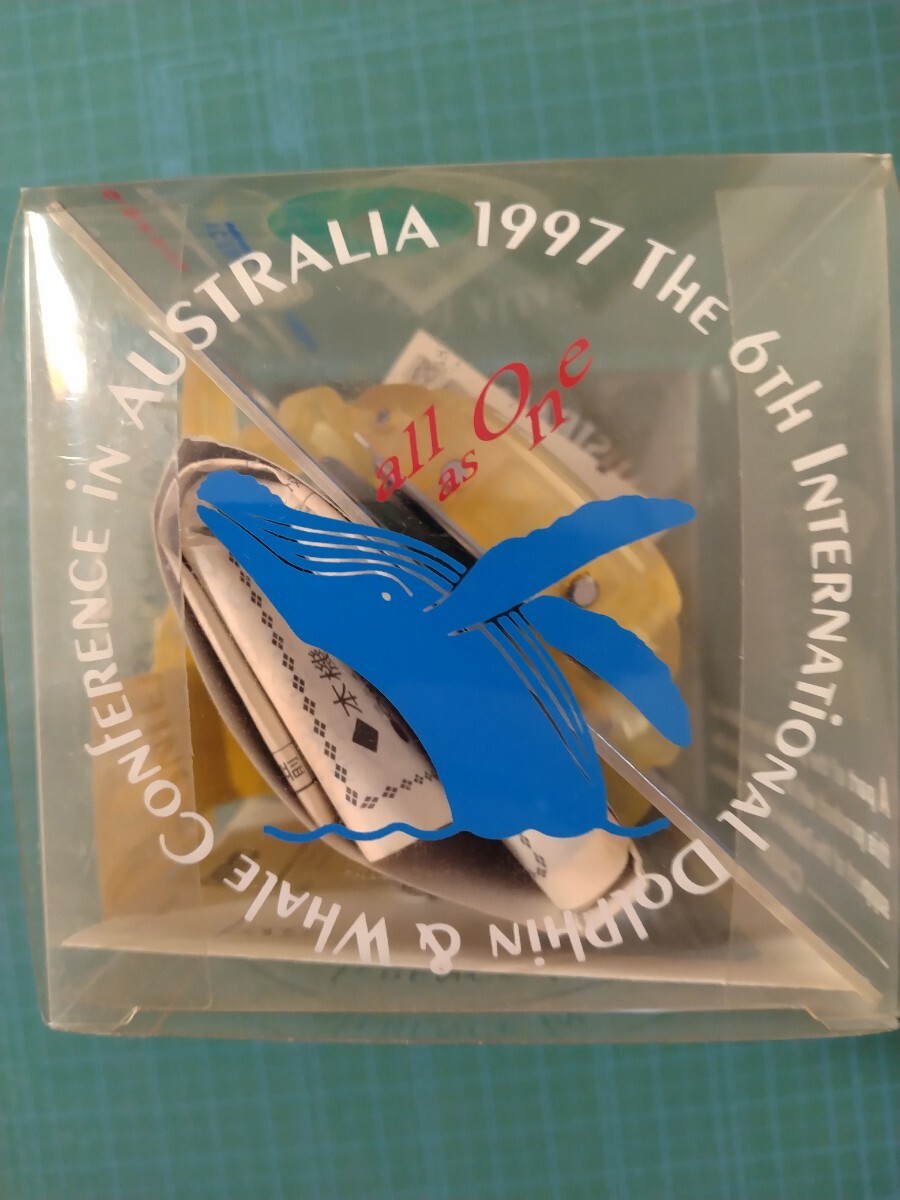 1997 The 6th International Dolphin & Whale Conference in Australia
all as One